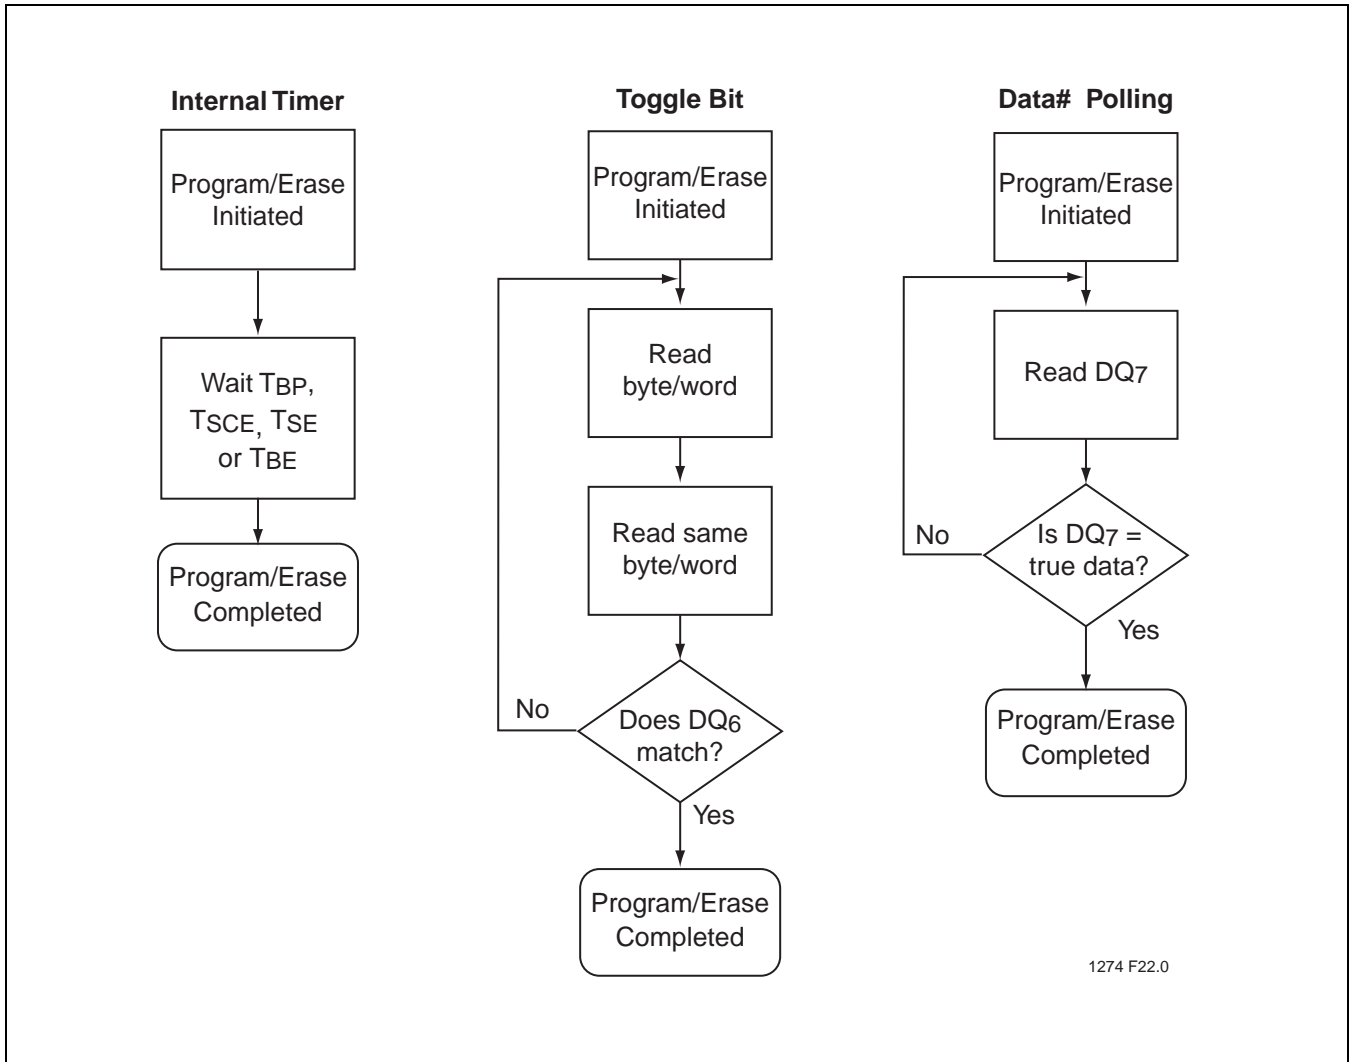 Internal Timer
Program/Erase
Initiated
Wait TBP,
TSCE, TSE
or TBE
Program/Erase
Completed
Toggle Bit
Program/Erase
Initiated
Read
byte/word
Read same
byte/word
Does DQ6
match?
No
Yes
Program/Erase
Completed
Data# Polling
Program/Erase
Initiated
Read DQ7
Is DQ7 =
true data?
No
Yes
Program/Erase
Completed
1274 F22.0